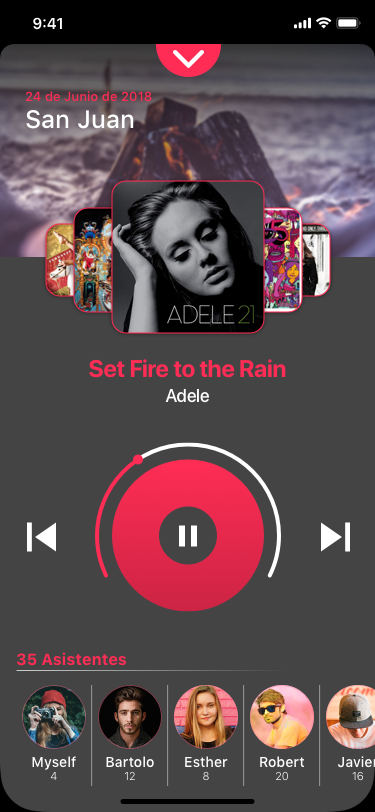 9:41
24 de Junio de 2018
San Juan
ADELE 21
Set Fire to the Rain
Adele
35 Asistentes
Myself
4
Bartolo
12
Esther
8
Robert
20
Javier
16